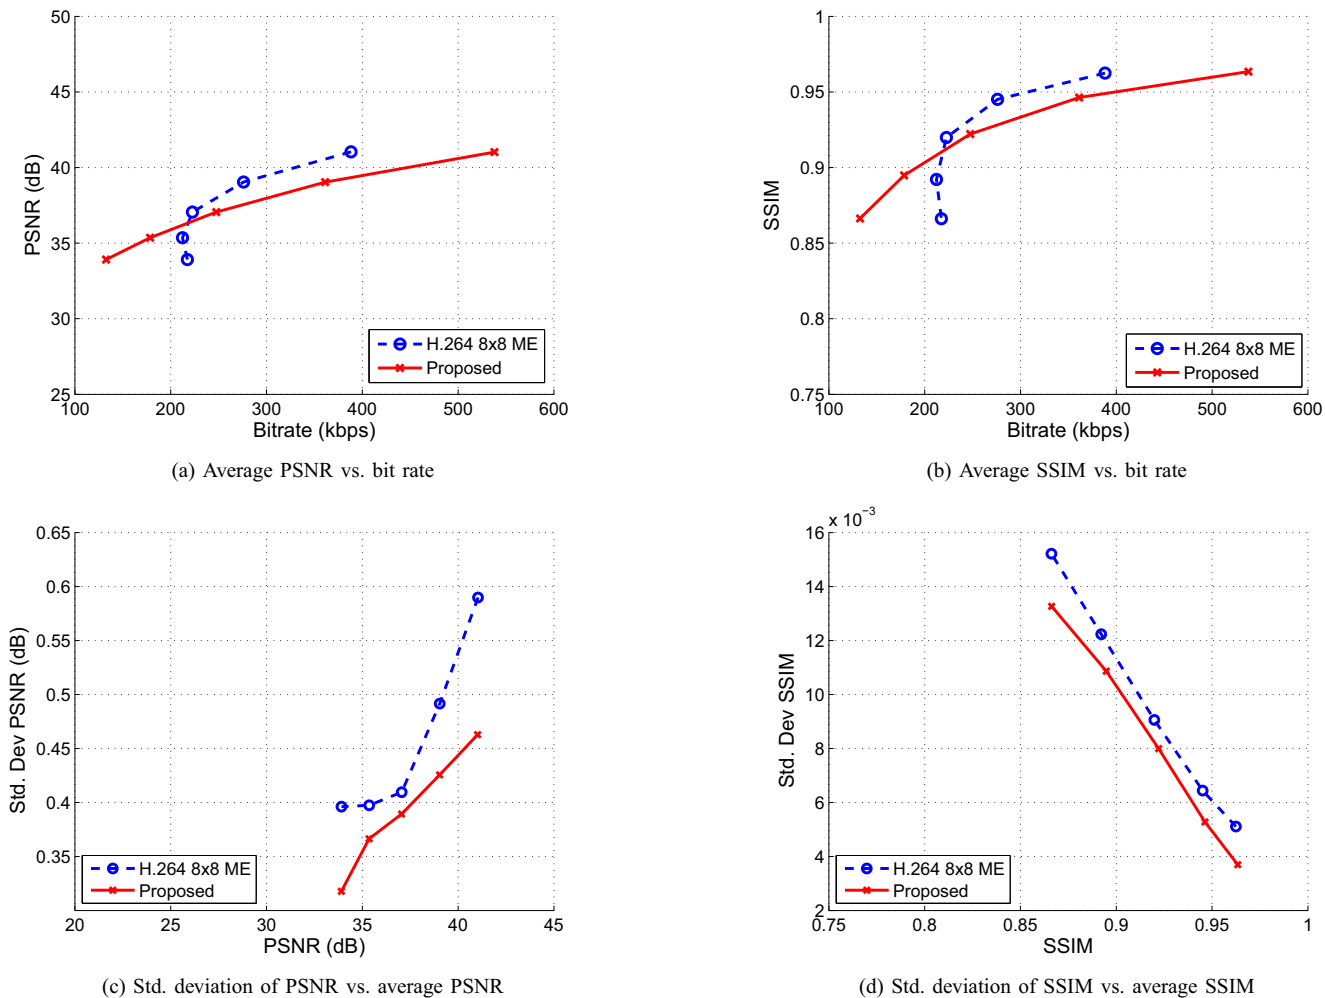 50
45
40
35
30
25
100
200
300
400
500
600
PSNR (dB)
Bitrate (kbps)
H.264 8x8 ME
Proposed
(a) Average PSNR vs. bit rate
1
0.95
0.9
0.85
0.8
0.75
100
200
300
400
500
600
SSIM
Bitrate (kbps)
H.264 8x8 ME
Proposed
(b) Average SSIM vs. bit rate
0.65
0.6
0.55
0.5
0.45
0.4
0.35
20
25
30
35
40
45
Std. Dev PSNR (dB)
PSNR (dB)
H.264 8x8 ME
Proposed
(c) Std. deviation of PSNR vs. average PSNR
x 10⁻³
16
14
12
10
8
6
4
2
0.75
0.8
0.85
0.9
0.95
1
Std. Dev SSIM
SSIM
H.264 8x8 ME
Proposed
(d) Std. deviation of SSIM vs. average SSIM